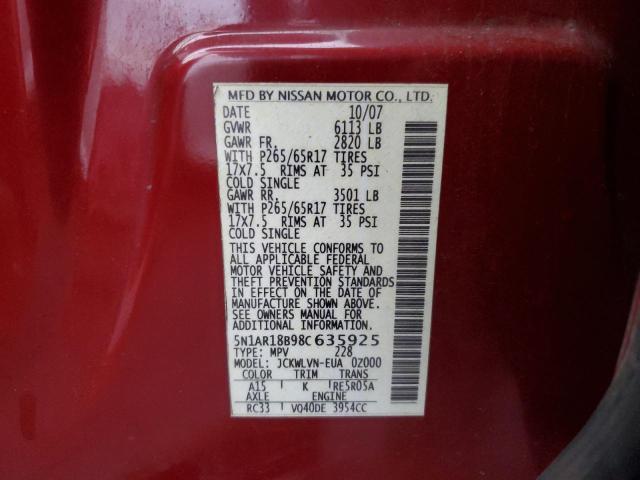 MFD BY NISSAN MOTOR CO., LTD.
DATE 10/07
GVWR 6113 LB
GAWR FR. 2820 LB
WITH P265/65R17 TIRES
17X7.5 RIMS AT 35 PSI
COLD SINGLE
GAWR RR. 3501 LB
WITH P265/65R17 TIRES
17X7.5 RIMS AT 35 PSI
COLD SINGLE
THIS VEHICLE CONFORMS TO
ALL APPLICABLE FEDERAL
MOTOR VEHICLE SAFETY AND
THEFT PREVENTION STANDARDS
IN EFFECT ON THE DATE OF
MANUFACTURE SHOWN ABOVE.
SEE OWNERS MANUAL FOR
ADDITIONAL INFORMATION.
5N1AR18B98C635925
TYPE: MPV 228
MODEL: JCKWLVN-EUA 0Z000
COLOR TRIM TRANS
A15 K RE5R05A
AXLE ENGINE
RC33 VQ40DE 3954CC